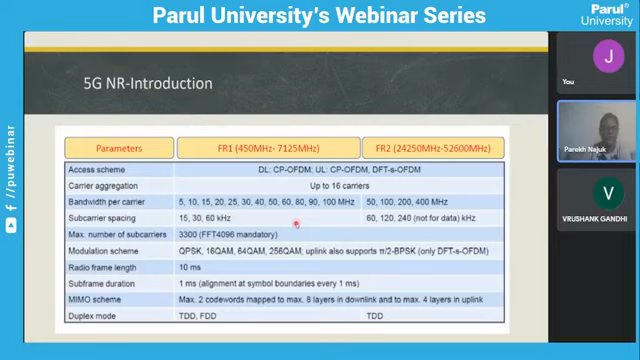 Parul University's Webinar Series
Parul®
University
/puwebinar
f
5G NR-Introduction
Parameters FR1 (450MHz- 7125MHz) FR2 (24250MHz-52600MHz)
Access scheme DL: CP-OFDM; UL: CP-OFDM, DFT-s-OFDM
Carrier aggregation Up to 16 carriers
Bandwidth per carrier 5, 10, 15, 20, 25, 30, 40, 50, 60, 80, 90, 100 MHz 50, 100, 200, 400 MHz
Subcarrier spacing 15, 30, 60 kHz 60, 120, 240 (not for data) kHz
Max. number of subcarriers 3300 (FFT4096 mandatory)
Modulation scheme QPSK, 16QAM, 64QAM, 256QAM; uplink also supports π/2-BPSK (only DFT-s-OFDM)
Radio frame length 10 ms
Subframe duration 1 ms (alignment at symbol boundaries every 1 ms)
MIMO scheme Max. 2 codewords mapped to max. 8 layers in downlink and to max. 4 layers in uplink
Duplex mode TDD, FDD TDD
J
You
Parekh Najuk
V
VRUSHANK GANDHI